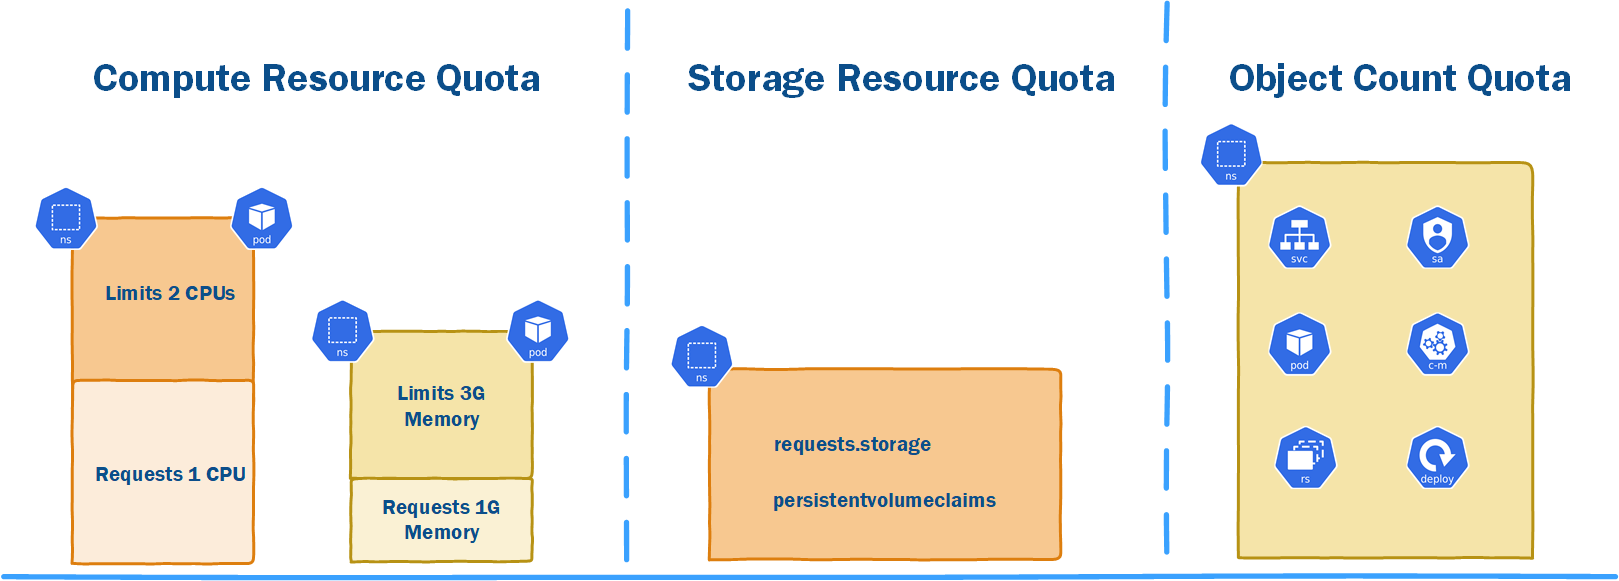 Compute Resource Quota
ns
pod
Limits 2 CPUs
Requests 1 CPU
ns
pod
Limits 3G
Memory
Requests 1G
Memory
Storage Resource Quota
ns
requests.storage
persistentvolumeclaims
Object Count Quota
ns
svc
sa
pod
c-m
rs
deploy